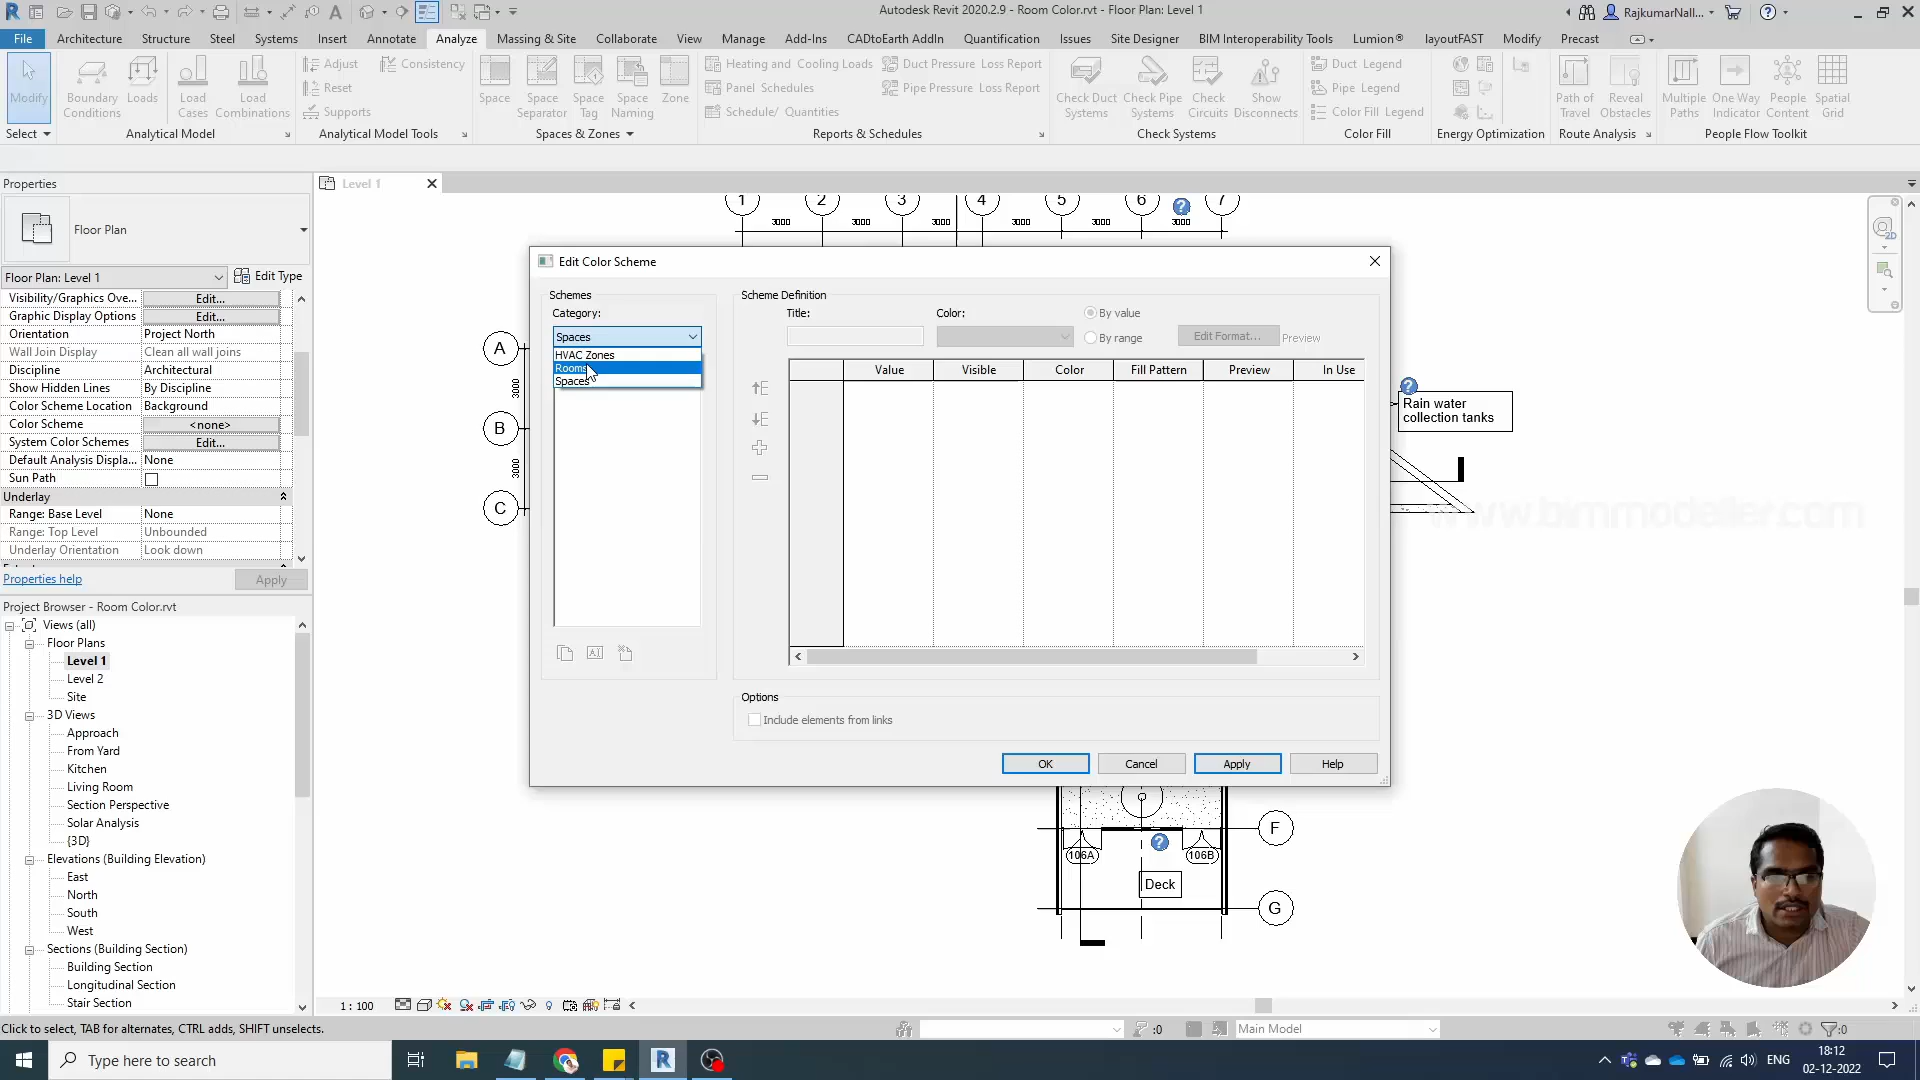 Autodesk Revit 2020.2.9 - Room Color.rvt - Floor Plan: Level 1
RajkumarNall...
File Architecture Structure Steel Systems Insert Annotate Analyze Massing & Site Collaborate View Manage Add-Ins CADtoEarth AddIn Quantification Issues Site Designer BIM Interoperability Tools Lumion® layoutFAST Modify Precast
Modify
Select
Boundary Conditions
Loads
Load Cases
Load Combinations
Analytical Model
Adjust
Reset
Supports
Consistency
Analytical Model Tools
Space
Space Separator
Space Tag
Space Naming
Zone
Spaces & Zones
Heating and Cooling Loads
Panel Schedules
Schedule/ Quantities
Duct Pressure Loss Report
Pipe Pressure Loss Report
Reports & Schedules
Check Duct Systems
Check Pipe Systems
Check Circuits
Show Disconnects
Check Systems
Duct Legend
Pipe Legend
Color Fill Legend
Color Fill
Energy Optimization
Path of Travel
Reveal Obstacles
Route Analysis
Multiple Paths
One Way Indicator
People Content
Spatial Grid
People Flow Toolkit
Properties
Floor Plan
Floor Plan: Level 1
Edit Type
Visibility/Graphics Ove... Edit...
Graphic Display Options Edit...
Orientation Project North
Wall Join Display Clean all wall joins
Discipline Architectural
Show Hidden Lines By Discipline
Color Scheme Location Background
Color Scheme <none>
System Color Schemes Edit...
Default Analysis Displa... None
Sun Path
Underlay
Range: Base Level None
Range: Top Level Unbounded
Underlay Orientation Look down
Properties help
Apply
Project Browser - Room Color.rvt
Views (all)
Floor Plans
Level 1
Level 2
Site
3D Views
Approach
From Yard
Kitchen
Living Room
Section Perspective
Solar Analysis
{3D}
Elevations (Building Elevation)
East
North
South
West
Sections (Building Section)
Building Section
Longitudinal Section
Stair Section
Level 1
1 2 3 4 5 6 7
3000 3000 3000 3000 3000 3000
A
3000
B
3000
C
Edit Color Scheme
Schemes
Category:
Spaces
HVAC Zones
Rooms
Spaces
Scheme Definition
Title:
Color:
By value
By range
Edit Format...
Preview
Value Visible Color Fill Pattern Preview In Use
Options
Include elements from links
OK Cancel Apply Help
Rain water
collection tanks
www.bimmodeller.com
F
106A 106B
Deck
G
2D
1 : 100
Click to select, TAB for alternates, CTRL adds, SHIFT unselects.
:0
Main Model
:0
Type here to search
ENG
18:12
02-12-2022